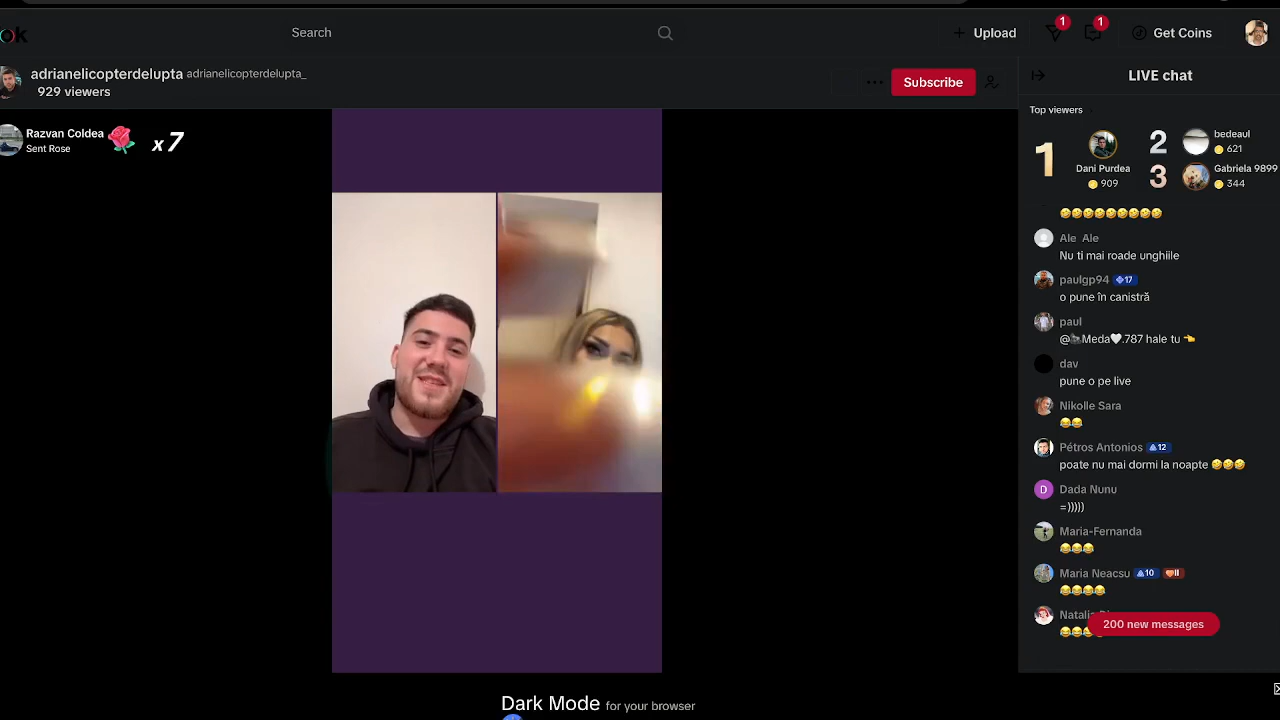 ok
Search
Upload
1
1
Get Coins
adrianelicopterdelupta adrianelicopterdelupta_
929 viewers
Subscribe
Razvan Coldea
Sent Rose
x7
LIVE chat
Top viewers
1
Dani Purdea
909
2
bedeaul
621
3
Gabriela 9899
344
🤣🤣🤣🤣🤣🤣🤣🤣🤣
Ale Ale
Nu ti mai roade unghiile
paulgp94 17
o pune în canistră
paul
@🦍Meda🤍.787 hale tu 👈
dav
pune o pe live
Nikolle Sara
😂😂
Pétros Antonios 12
poate nu mai dormi la noapte 🤣🤣🤣
D
Dada Nunu
=)))))
Maria-Fernanda
😂😂😂
Maria Neacsu 10 II
😂😂😂😂
200 new messages
Dark Mode for your browser